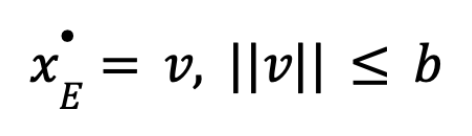 ẋ_E = v, ||v|| ≤ b